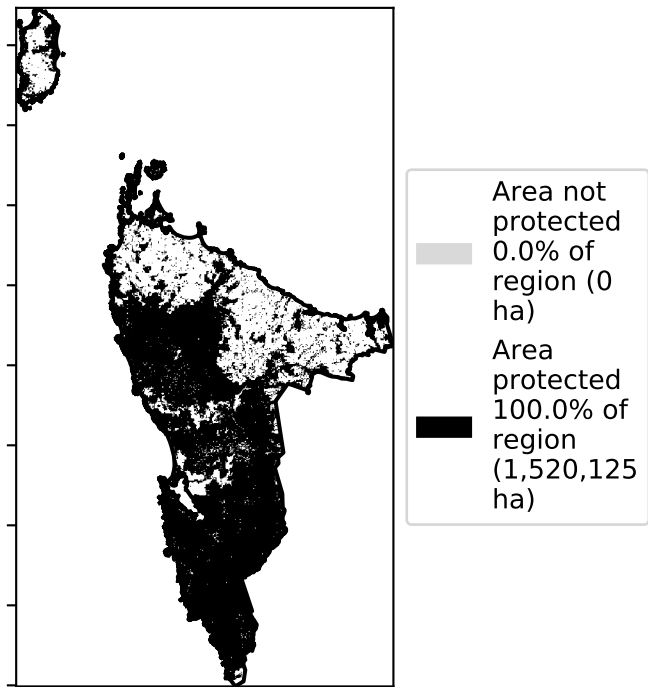 Area not
protected
0.0% of
region (0
ha)
Area
protected
100.0% of
region
(1,520,125
ha)